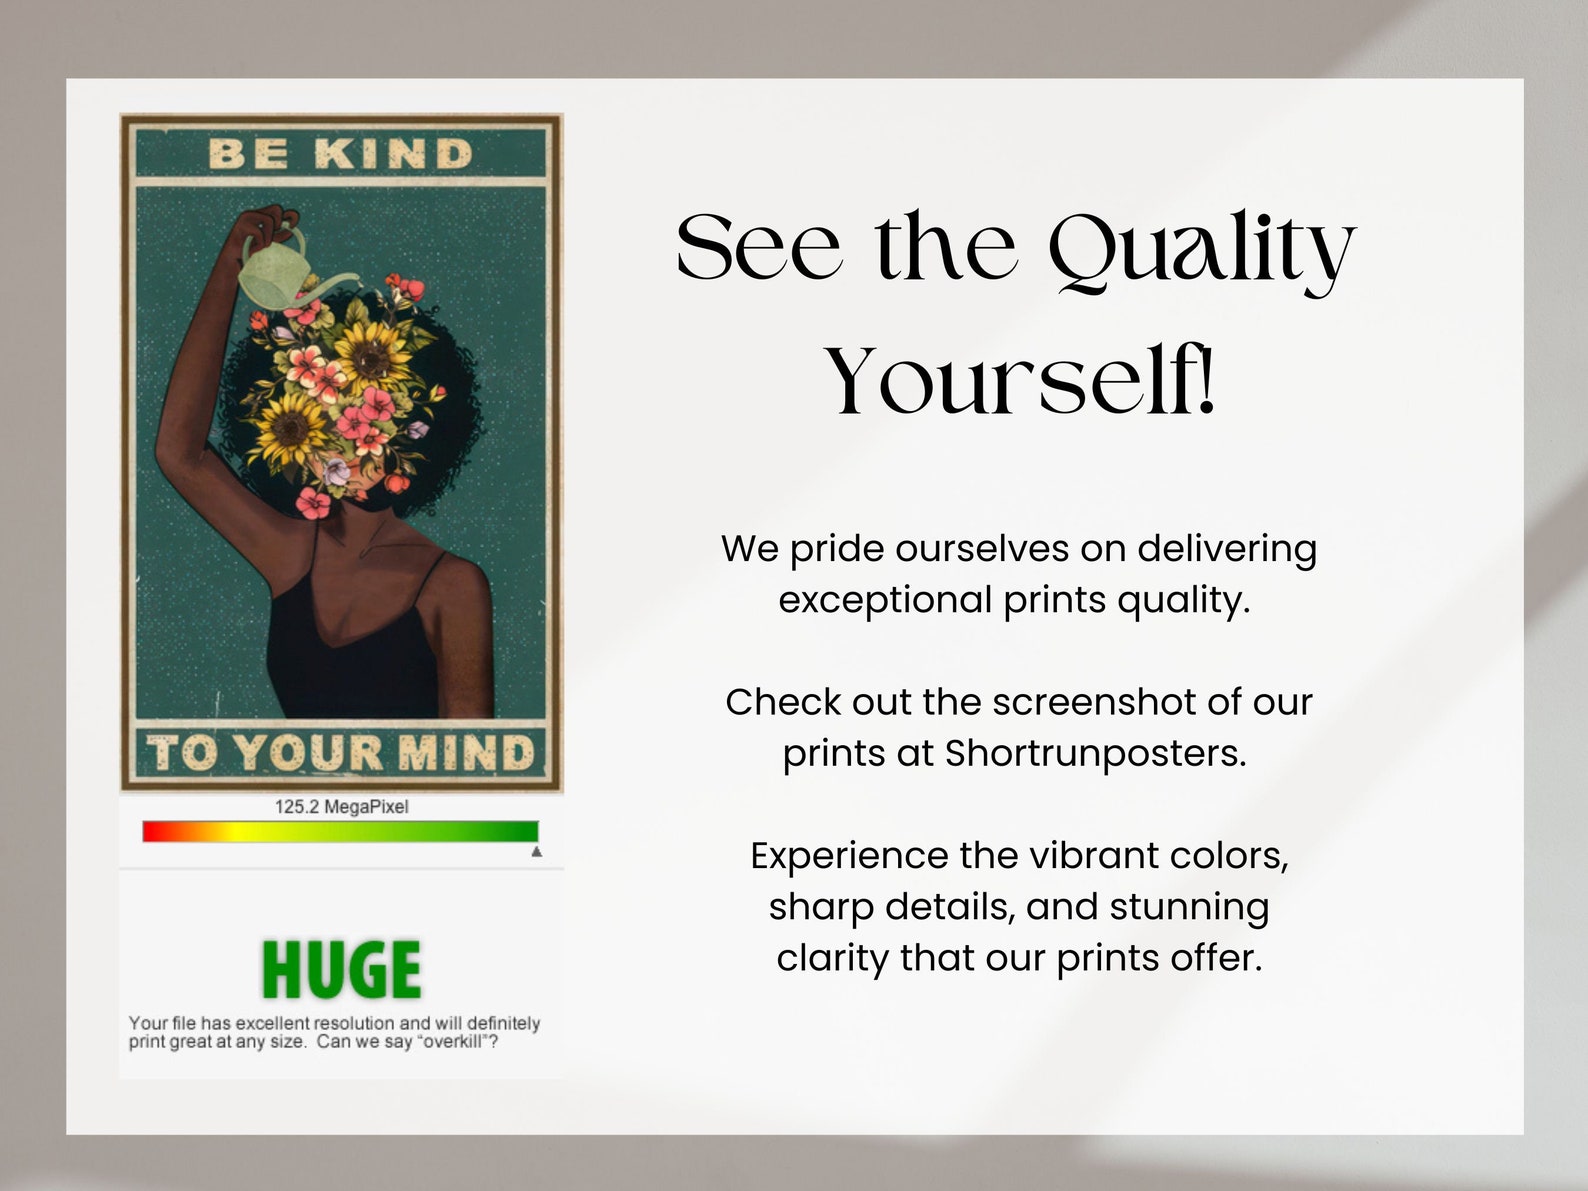 BE KIND
TO YOUR MIND
125.2 MegaPixel
HUGE
Your file has excellent resolution and will definitely
print great at any size.  Can we say “overkill”?
See the Quality
Yourself!
We pride ourselves on delivering
exceptional prints quality.
Check out the screenshot of our
prints at Shortrunposters.
Experience the vibrant colors,
sharp details, and stunning
clarity that our prints offer.